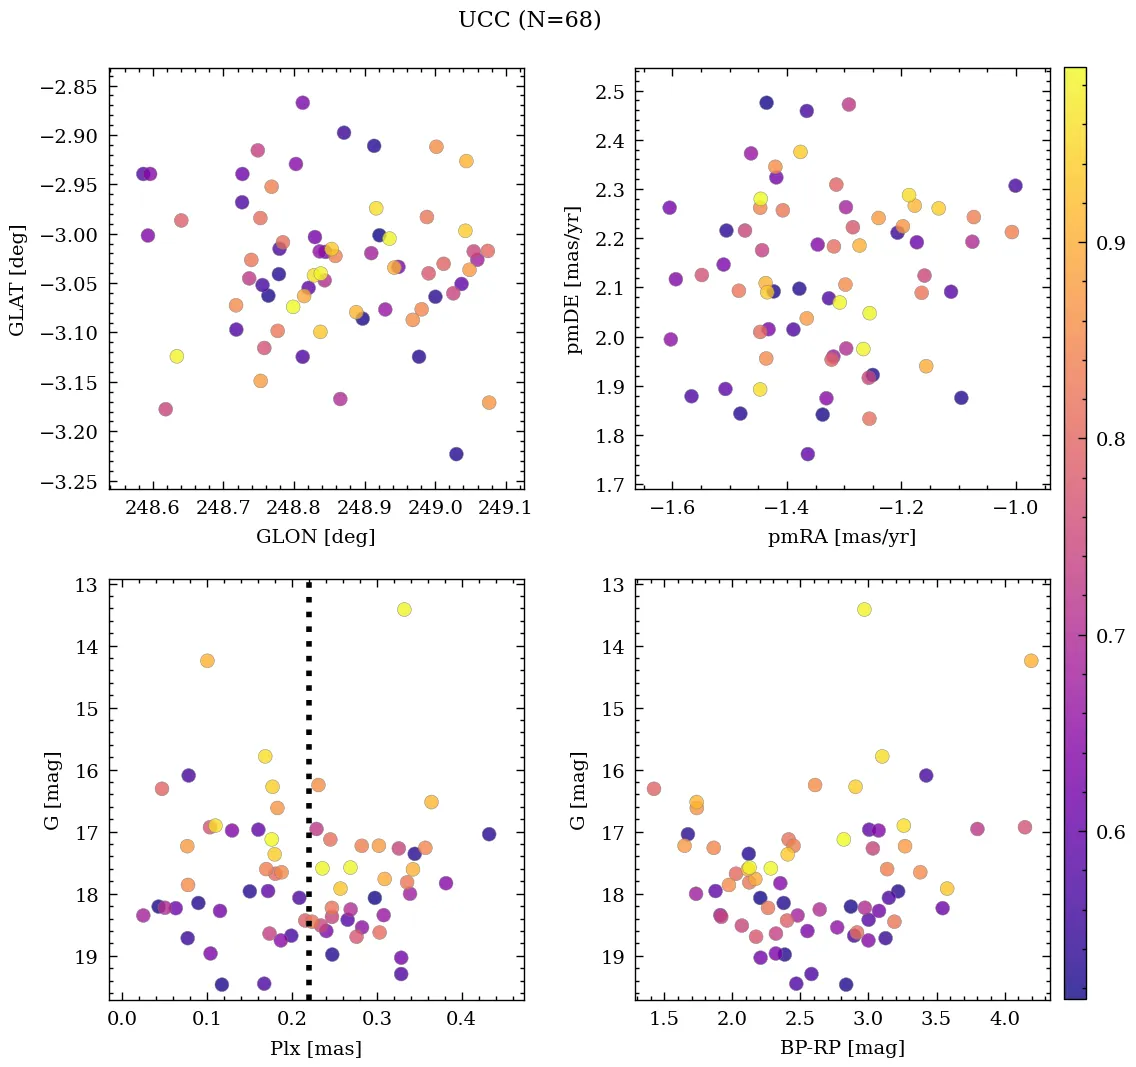 UCC (N=68)
−2.85
−2.90
−2.95
−3.00
−3.05
−3.10
−3.15
−3.20
−3.25
GLAT [deg]
248.6 248.7 248.8 248.9 249.0 249.1
GLON [deg]
2.5
2.4
2.3
2.2
2.1
2.0
1.9
1.8
1.7
pmDE [mas/yr]
−1.6 −1.4 −1.2 −1.0
pmRA [mas/yr]
13
14
15
16
17
18
19
G [mag]
0.0 0.1 0.2 0.3 0.4
Plx [mas]
13
14
15
16
17
18
19
G [mag]
1.5 2.0 2.5 3.0 3.5 4.0
BP-RP [mag]
0.9
0.8
0.7
0.6